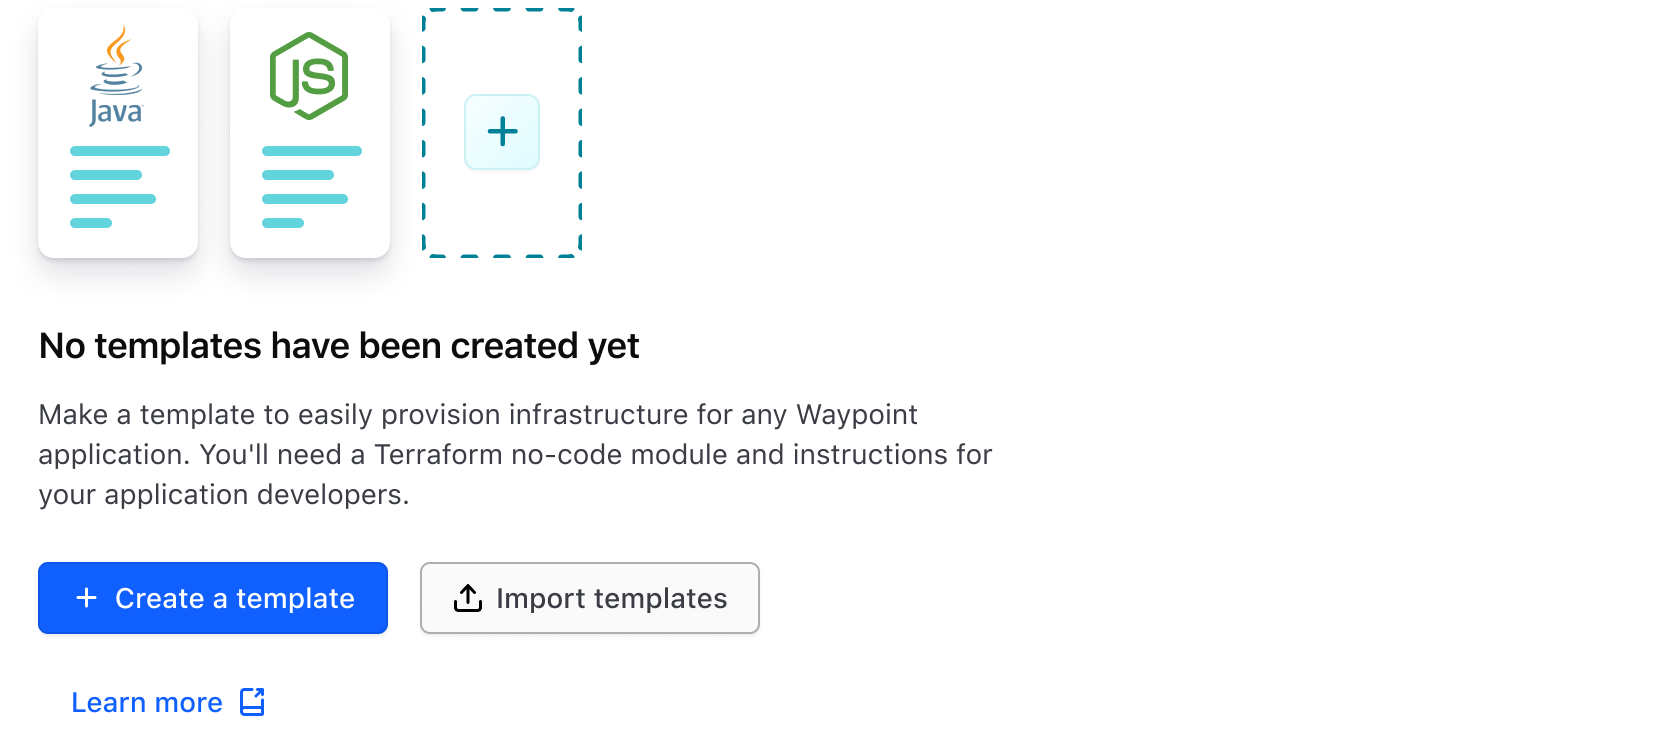 Java
JS
No templates have been created yet
Make a template to easily provision infrastructure for any Waypoint
application. You'll need a Terraform no-code module and instructions for
your application developers.
+ Create a template
Import templates
Learn more